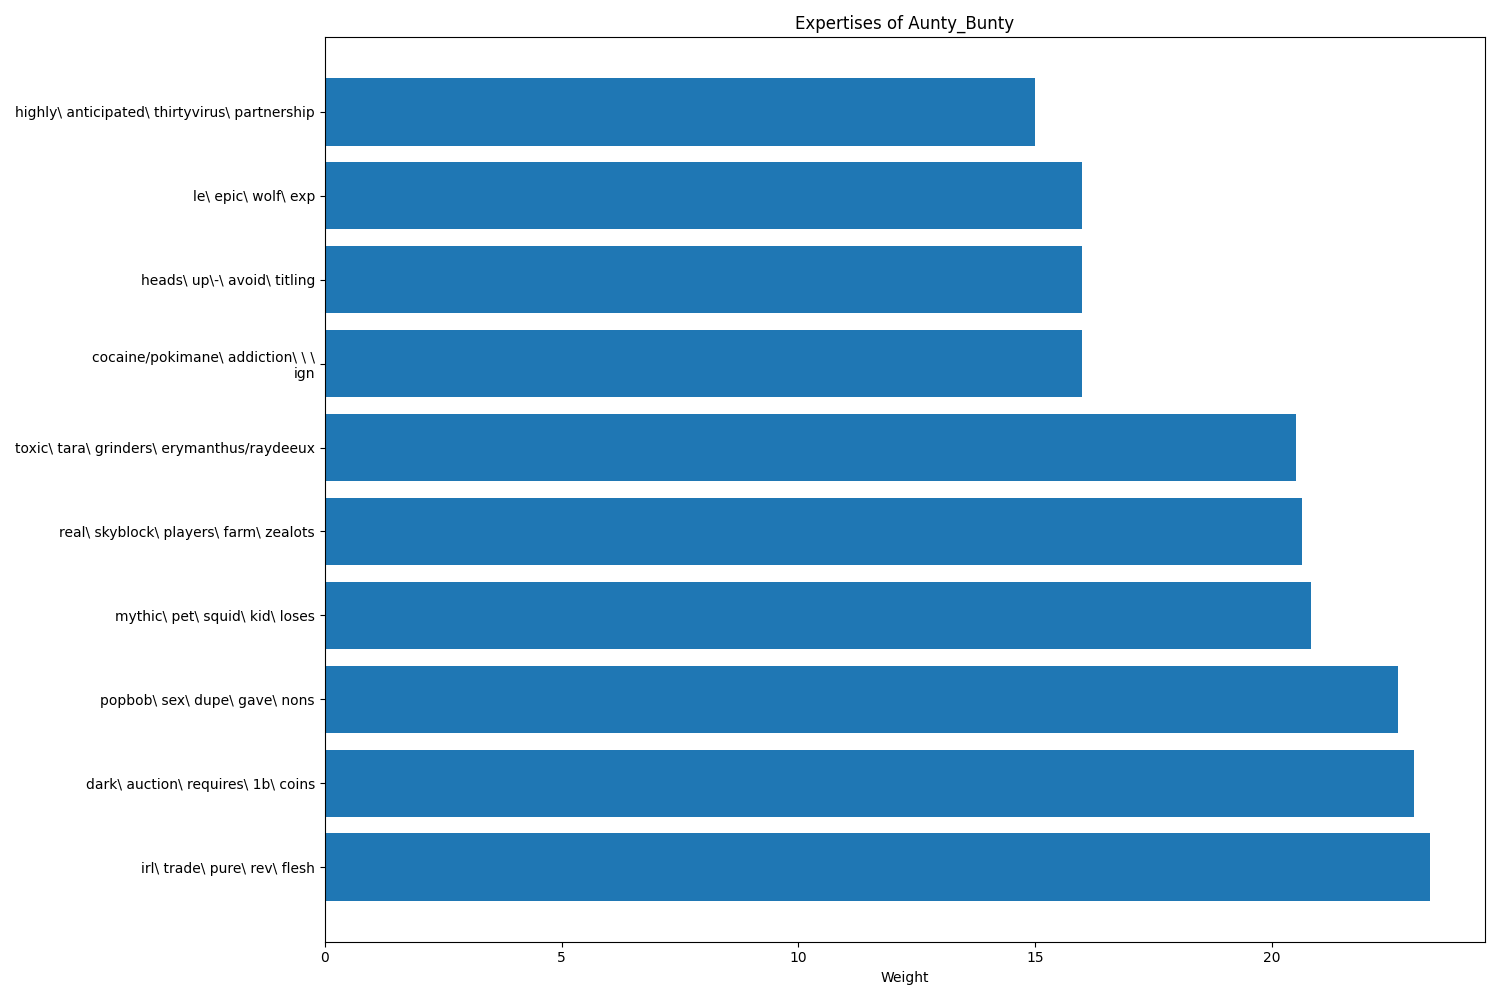 Expertises of Aunty_Bunty
highly\ anticipated\ thirtyvirus\ partnership
le\ epic\ wolf\ exp
heads\ up\-\ avoid\ titling
cocaine/pokimane\ addiction\ \ \
ign
toxic\ tara\ grinders\ erymanthus/raydeeux
real\ skyblock\ players\ farm\ zealots
mythic\ pet\ squid\ kid\ loses
popbob\ sex\ dupe\ gave\ nons
dark\ auction\ requires\ 1b\ coins
irl\ trade\ pure\ rev\ flesh
0 5 10 15 20
Weight